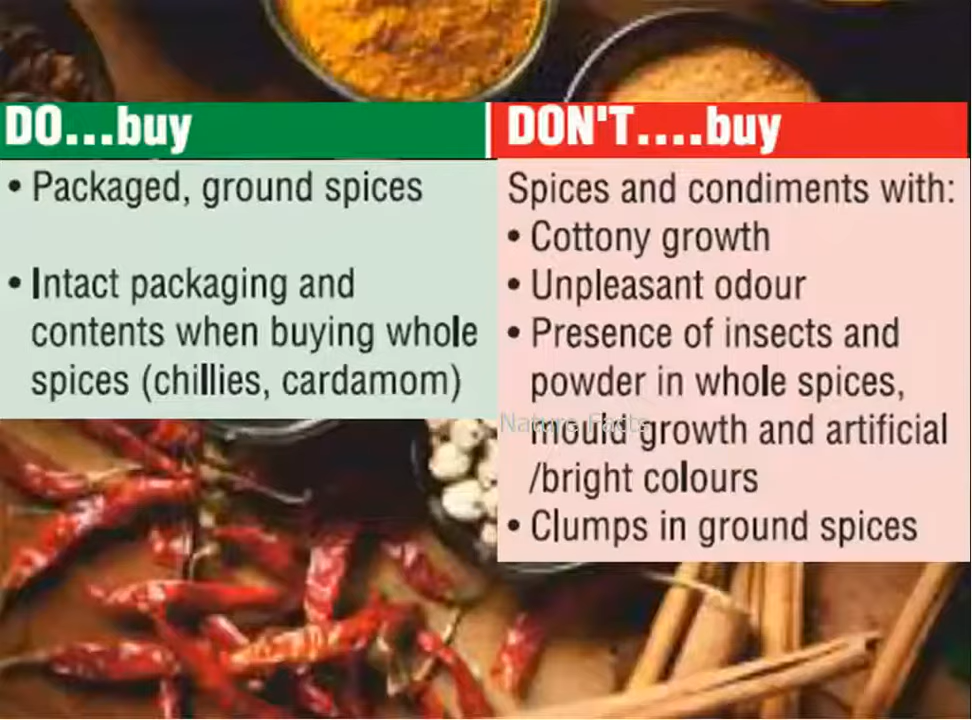 DO...buy
• Packaged, ground spices
• Intact packaging and
contents when buying whole
spices (chillies, cardamom)
DON'T....buy
Spices and condiments with:
• Cottony growth
• Unpleasant odour
• Presence of insects and
powder in whole spices,
mould growth and artificial
/bright colours
• Clumps in ground spices
Nature Facts